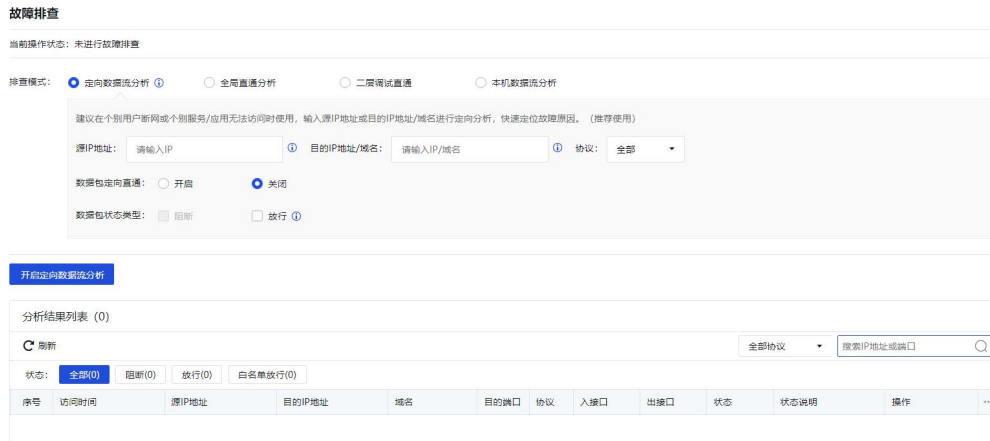 故障排查
当前操作状态：未进行故障排查
排查模式： 定向数据流分析 全局直通分析 二层调试直通 本机数据流分析
建议在个别用户断网或个别服务/应用无法访问时使用，输入源IP地址或目的IP地址/域名进行定向分析，快速定位故障原因。（推荐使用）
源IP地址： 请输入IP 目的IP地址/域名： 请输入IP/域名 协议： 全部
数据包定向直通： 开启 关闭
数据包状态类型： 阻断 放行
开启定向数据流分析
分析结果列表（0）
刷新 全部协议 搜索IP地址或端口
状态： 全部(0) 阻断(0) 放行(0) 白名单放行(0)
序号 访问时间 源IP地址 目的IP地址 域名 目的端口 协议 入接口 出接口 状态 状态说明 操作